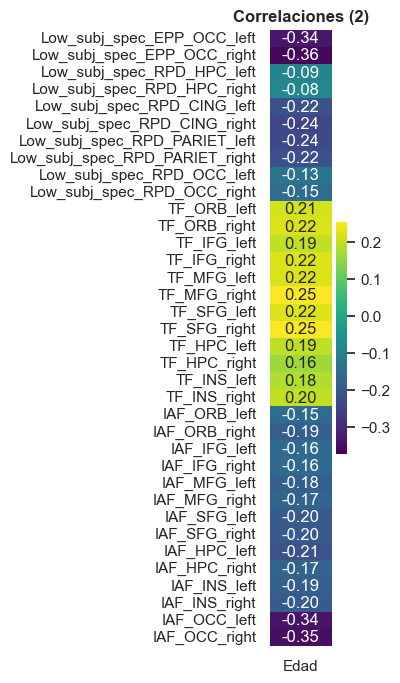 Correlaciones (2)
Low_subj_spec_EPP_OCC_left -0.34
Low_subj_spec_EPP_OCC_right -0.36
Low_subj_spec_RPD_HPC_left -0.09
Low_subj_spec_RPD_HPC_right -0.08
Low_subj_spec_RPD_CING_left -0.22
Low_subj_spec_RPD_CING_right -0.24
Low_subj_spec_RPD_PARIET_left -0.24
Low_subj_spec_RPD_PARIET_right -0.22
Low_subj_spec_RPD_OCC_left -0.13
Low_subj_spec_RPD_OCC_right -0.15
TF_ORB_left 0.21
TF_ORB_right 0.22
TF_IFG_left 0.19
TF_IFG_right 0.22
TF_MFG_left 0.22
TF_MFG_right 0.25
TF_SFG_left 0.22
TF_SFG_right 0.25
TF_HPC_left 0.19
TF_HPC_right 0.16
TF_INS_left 0.18
TF_INS_right 0.20
IAF_ORB_left -0.15
IAF_ORB_right -0.19
IAF_IFG_left -0.16
IAF_IFG_right -0.16
IAF_MFG_left -0.18
IAF_MFG_right -0.17
IAF_SFG_left -0.20
IAF_SFG_right -0.20
IAF_HPC_left -0.21
IAF_HPC_right -0.17
IAF_INS_left -0.19
IAF_INS_right -0.20
IAF_OCC_left -0.34
IAF_OCC_right -0.35
Edad
0.2
0.1
0.0
−0.1
−0.2
−0.3